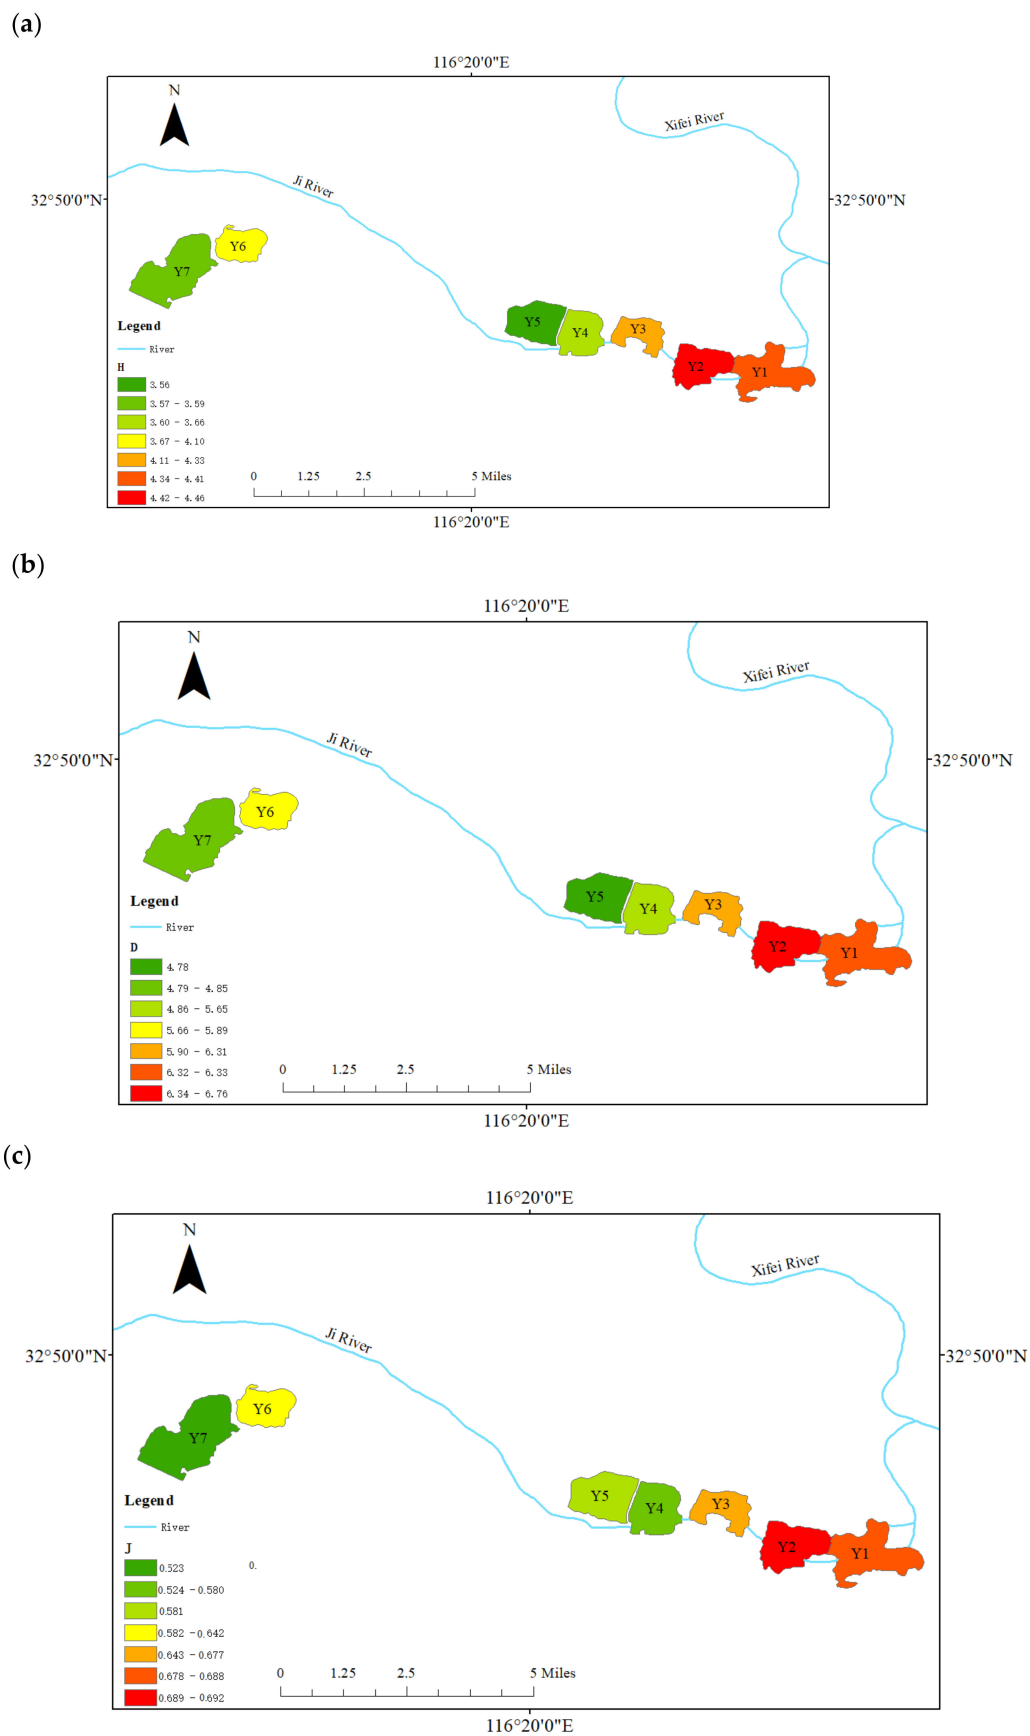 (a)
116°20'0"E
N
Xifei River
Ji River
32°50'0"N
32°50'0"N
Y6
Y7
Y5
Y4
Y3
Y2
Y1
Legend
River
H
3.56
3.57 - 3.59
3.60 - 3.66
3.67 - 4.10
4.11 - 4.33
4.34 - 4.41
4.42 - 4.46
0 1.25 2.5 5 Miles
116°20'0"E
(b)
116°20'0"E
N
Xifei River
Ji River
32°50'0"N
32°50'0"N
Y6
Y7
Y5
Y4
Y3
Y2
Y1
Legend
River
D
4.78
4.79 - 4.85
4.86 - 5.65
5.66 - 5.89
5.90 - 6.31
6.32 - 6.33
6.34 - 6.76
0 1.25 2.5 5 Miles
116°20'0"E
(c)
116°20'0"E
N
Xifei River
Ji River
32°50'0"N
32°50'0"N
Y6
Y7
Y5
Y4
Y3
Y2
Y1
Legend
River
J
0.523
0.
0.524 - 0.580
0.581
0.582 - 0.642
0.643 - 0.677
0.678 - 0.688
0.689 - 0.692
0 1.25 2.5 5 Miles
116°20'0"E